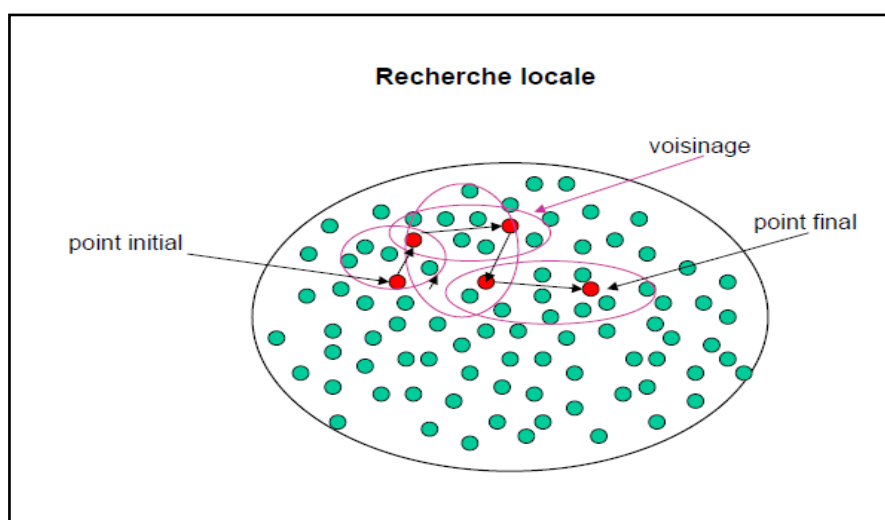 Recherche locale
voisinage
point initial
point final